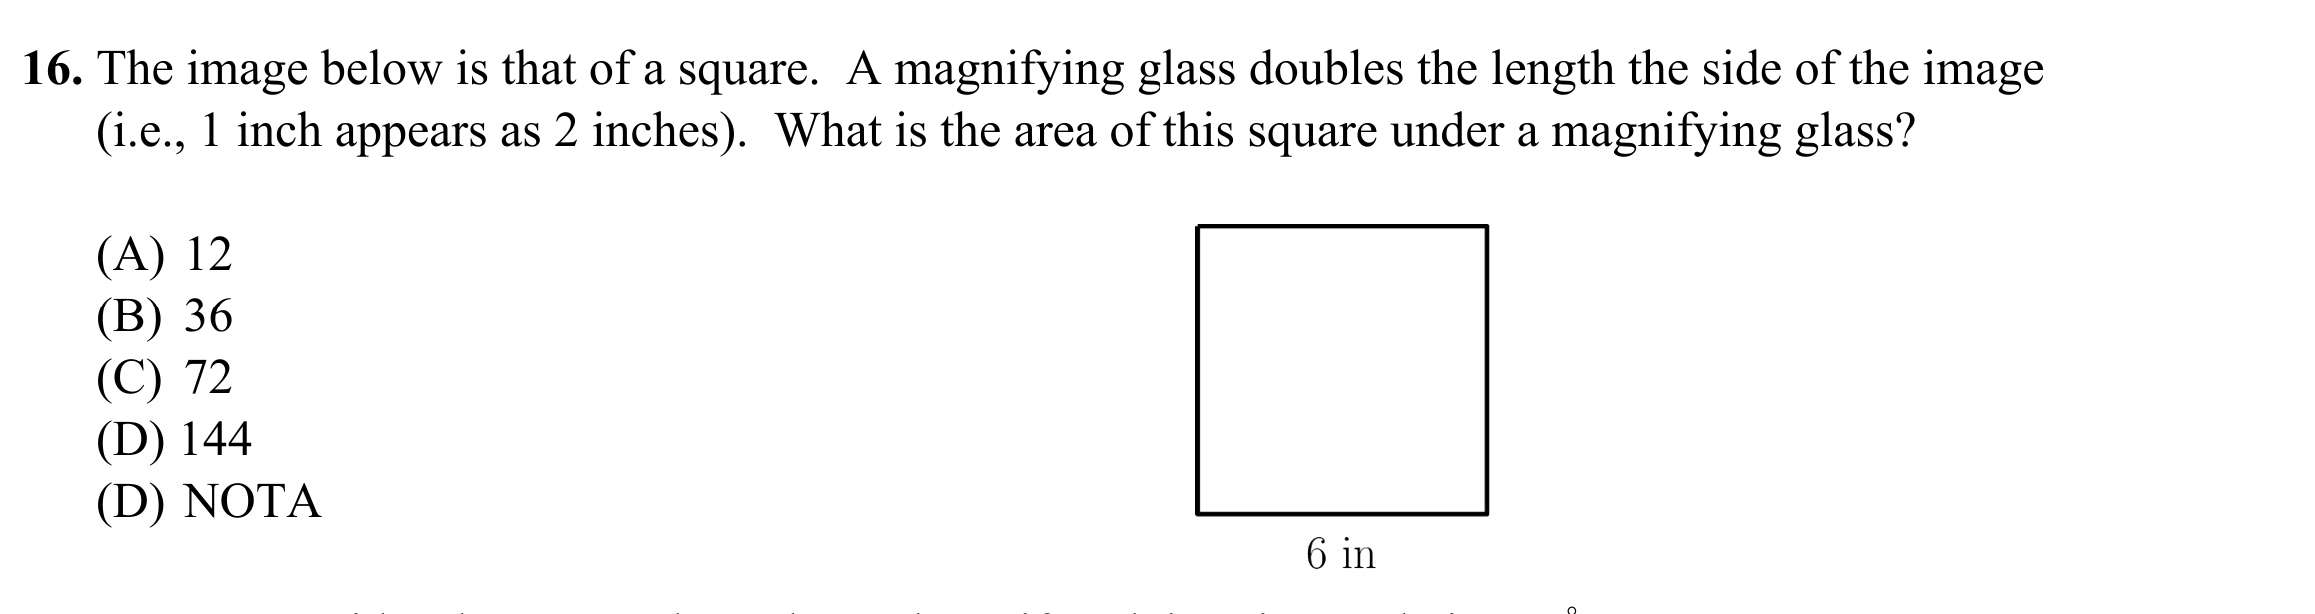 16. The image below is that of a square. A magnifying glass doubles the length the side of the image
(i.e., 1 inch appears as 2 inches). What is the area of this square under a magnifying glass?
(A) 12
(B) 36
(C) 72
(D) 144
(D) NOTA
6 in